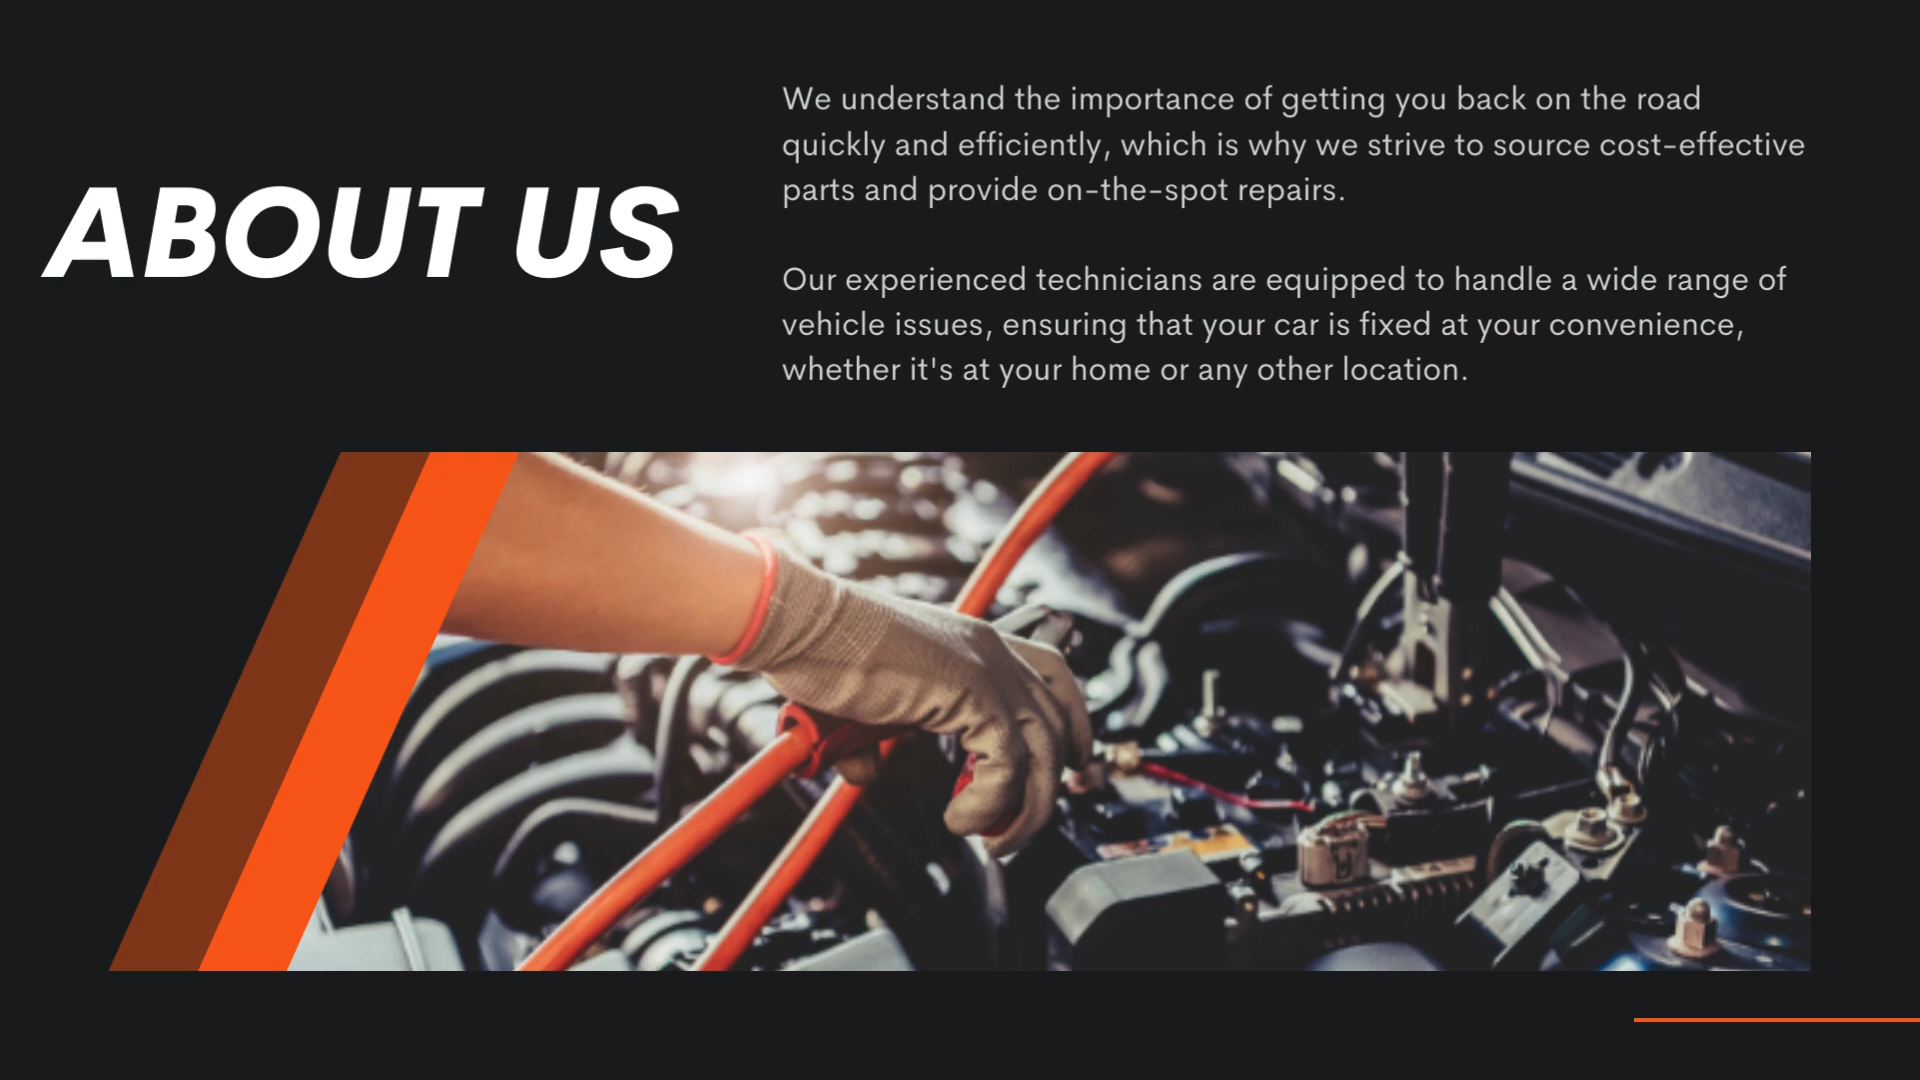 ABOUT US
We understand the importance of getting you back on the road
quickly and efficiently, which is why we strive to source cost-effective
parts and provide on-the-spot repairs.
Our experienced technicians are equipped to handle a wide range of
vehicle issues, ensuring that your car is fixed at your convenience,
whether it's at your home or any other location.